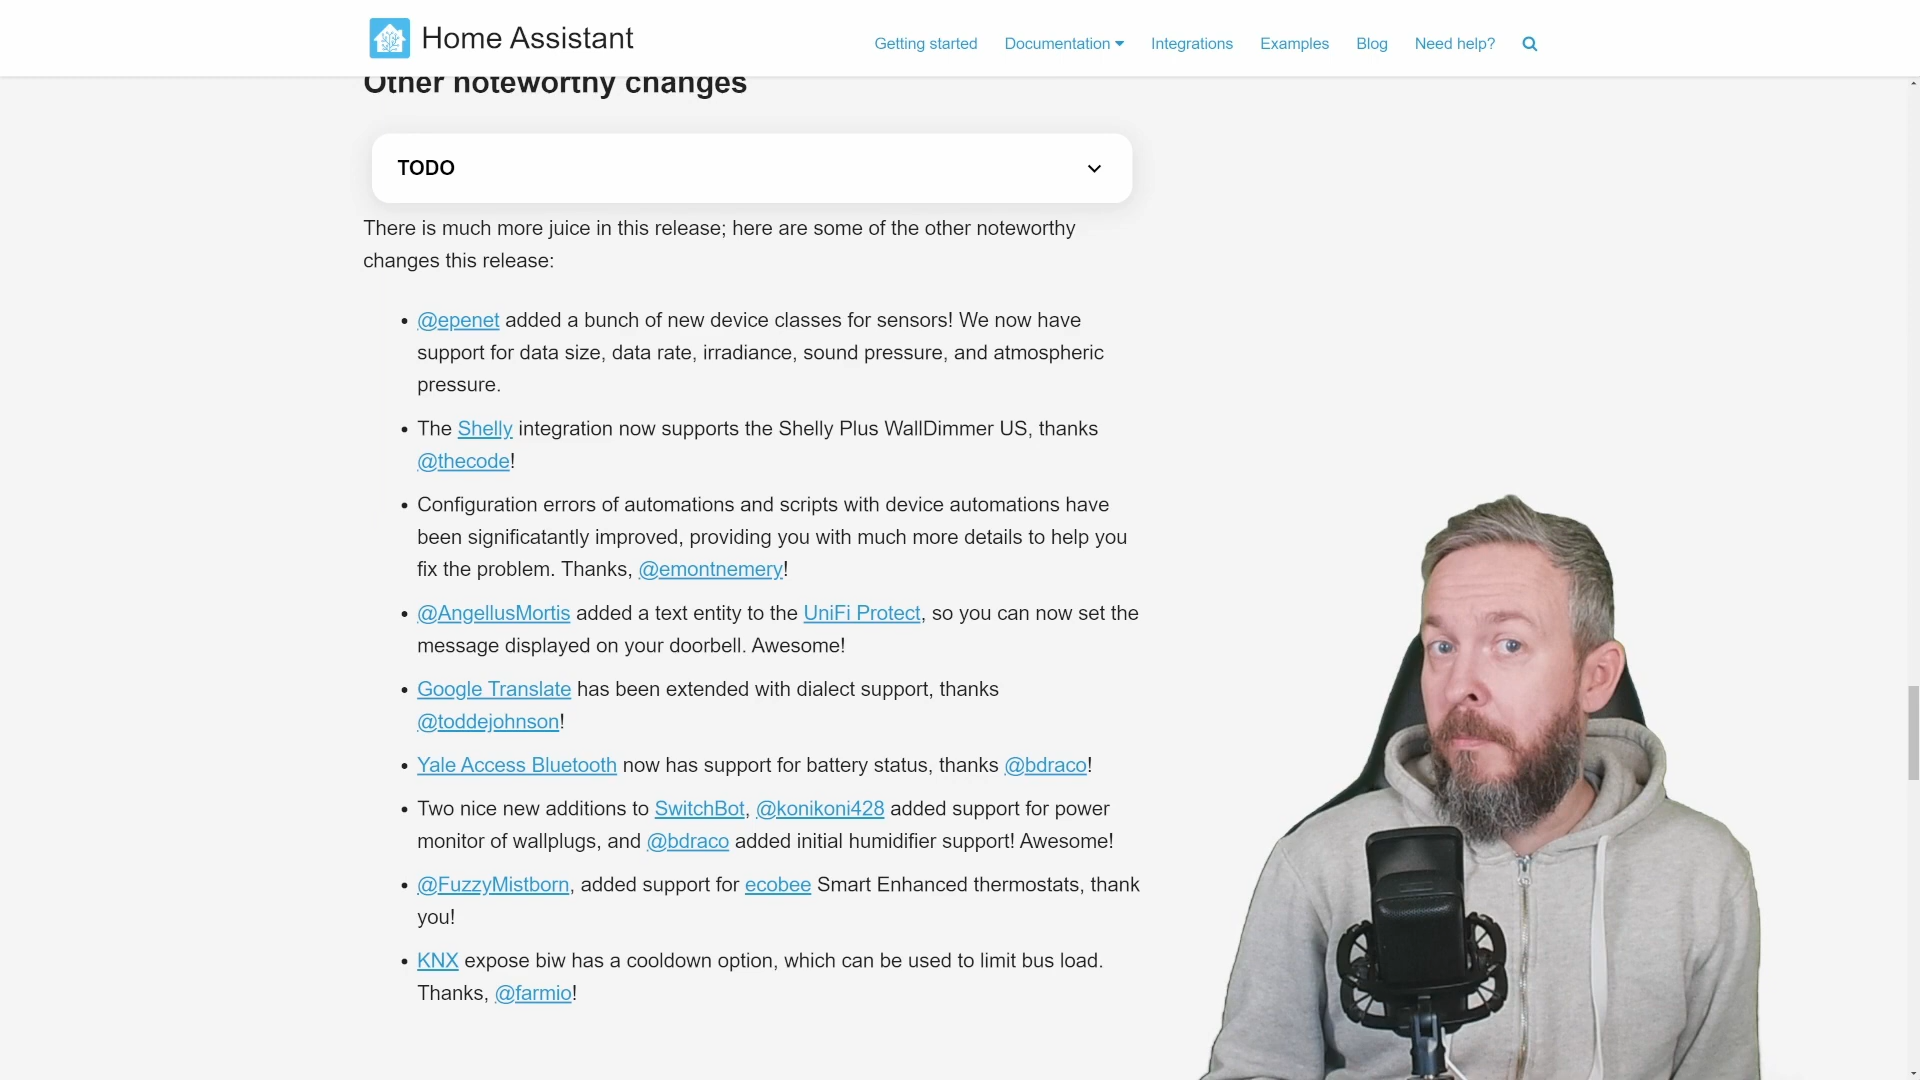 Home Assistant
Getting started
Documentation
Integrations
Examples
Blog
Need help?
Other noteworthy changes
TODO
There is much more juice in this release; here are some of the other noteworthy
changes this release:
@epenet added a bunch of new device classes for sensors! We now have
support for data size, data rate, irradiance, sound pressure, and atmospheric
pressure.
The Shelly integration now supports the Shelly Plus WallDimmer US, thanks
@thecode!
Configuration errors of automations and scripts with device automations have
been significatantly improved, providing you with much more details to help you
fix the problem. Thanks, @emontnemery!
@AngellusMortis added a text entity to the UniFi Protect, so you can now set the
message displayed on your doorbell. Awesome!
Google Translate has been extended with dialect support, thanks
@toddejohnson!
Yale Access Bluetooth now has support for battery status, thanks @bdraco!
Two nice new additions to SwitchBot, @konikoni428 added support for power
monitor of wallplugs, and @bdraco added initial humidifier support! Awesome!
@FuzzyMistborn, added support for ecobee Smart Enhanced thermostats, thank
you!
KNX expose biw has a cooldown option, which can be used to limit bus load.
Thanks, @farmio!